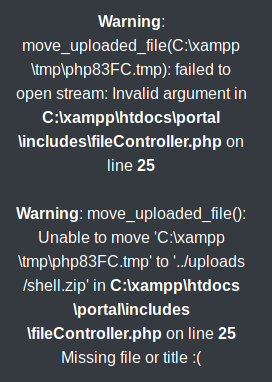 Warning:
move_uploaded_file(C:\xampp
\tmp\php83FC.tmp): failed to
open stream: Invalid argument in
C:\xampp\htdocs\portal
\includes\fileController.php on
line 25
Warning: move_uploaded_file():
Unable to move 'C:\xampp
\tmp\php83FC.tmp' to '../uploads
/shell.zip' in C:\xampp\htdocs
\portal\includes
\fileController.php on line 25
Missing file or title :(